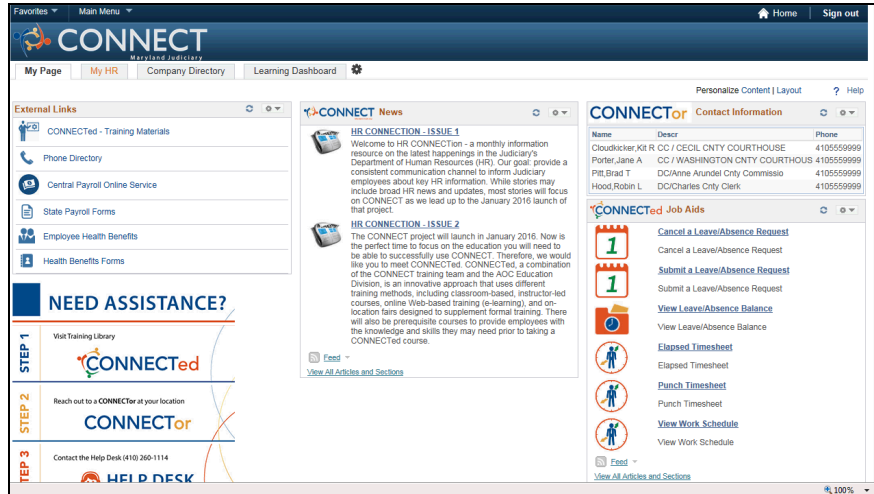 Favorites Main Menu Home Sign out
CONNECT
Maryland Judiciary
My Page My HR Company Directory Learning Dashboard
Personalize Content | Layout ? Help
External Links
CONNECTed - Training Materials
Phone Directory
Central Payroll Online Service
State Payroll Forms
Employee Health Benefits
Health Benefits Forms
NEED ASSISTANCE?
STEP 1
Visit Training Library
CONNECTed
STEP 2
Reach out to a CONNECTor at your location
CONNECTor
STEP 3
Contact the Help Desk (410) 260-1114
HELP DESK
CONNECT News
HR CONNECTION - ISSUE 1
Welcome to HR CONNECTion - a monthly information
resource on the latest happenings in the Judiciary's
Department of Human Resources (HR). Our goal: provide a
consistent communication channel to inform Judiciary
employees about key HR information. While stories may
include broad HR news and updates, most stories will focus
on CONNECT as we lead up to the January 2016 launch of
that project.
HR CONNECTION - ISSUE 2
The CONNECT project will launch in January 2016. Now is
the perfect time to focus on the education you will need to
be able to successfully use CONNECT. Therefore, we would
like you to meet CONNECTed. CONNECTed, a combination
of the CONNECT training team and the AOC Education
Division, is an innovative approach that uses different
training methods, including classroom-based, instructor-led
courses, online Web-based training (e-learning), and on-
location fairs designed to supplement formal training. There
will also be prerequisite courses to provide employees with
the knowledge and skills they may need prior to taking a
CONNECTed course.
Feed
View All Articles and Sections
CONNECTor Contact Information
Name Descr Phone
Cloudkicker,Kit R CC / CECIL CNTY COURTHOUSE 4105559999
Porter,Jane A CC / WASHINGTON CNTY COURTHOUS 4105559999
Pitt,Brad T DC/Anne Arundel Cnty Commissio 4105559999
Hood,Robin L DC/Charles Cnty Clerk 4105559999
CONNECTed Job Aids
1
Cancel a Leave/Absence Request
Cancel a Leave/Absence Request
1
Submit a Leave/Absence Request
Submit a Leave/Absence Request
View Leave/Absence Balance
View Leave/Absence Balance
Elapsed Timesheet
Elapsed Timesheet
Punch Timesheet
Punch Timesheet
View Work Schedule
View Work Schedule
Feed
View All Articles and Sections
100%